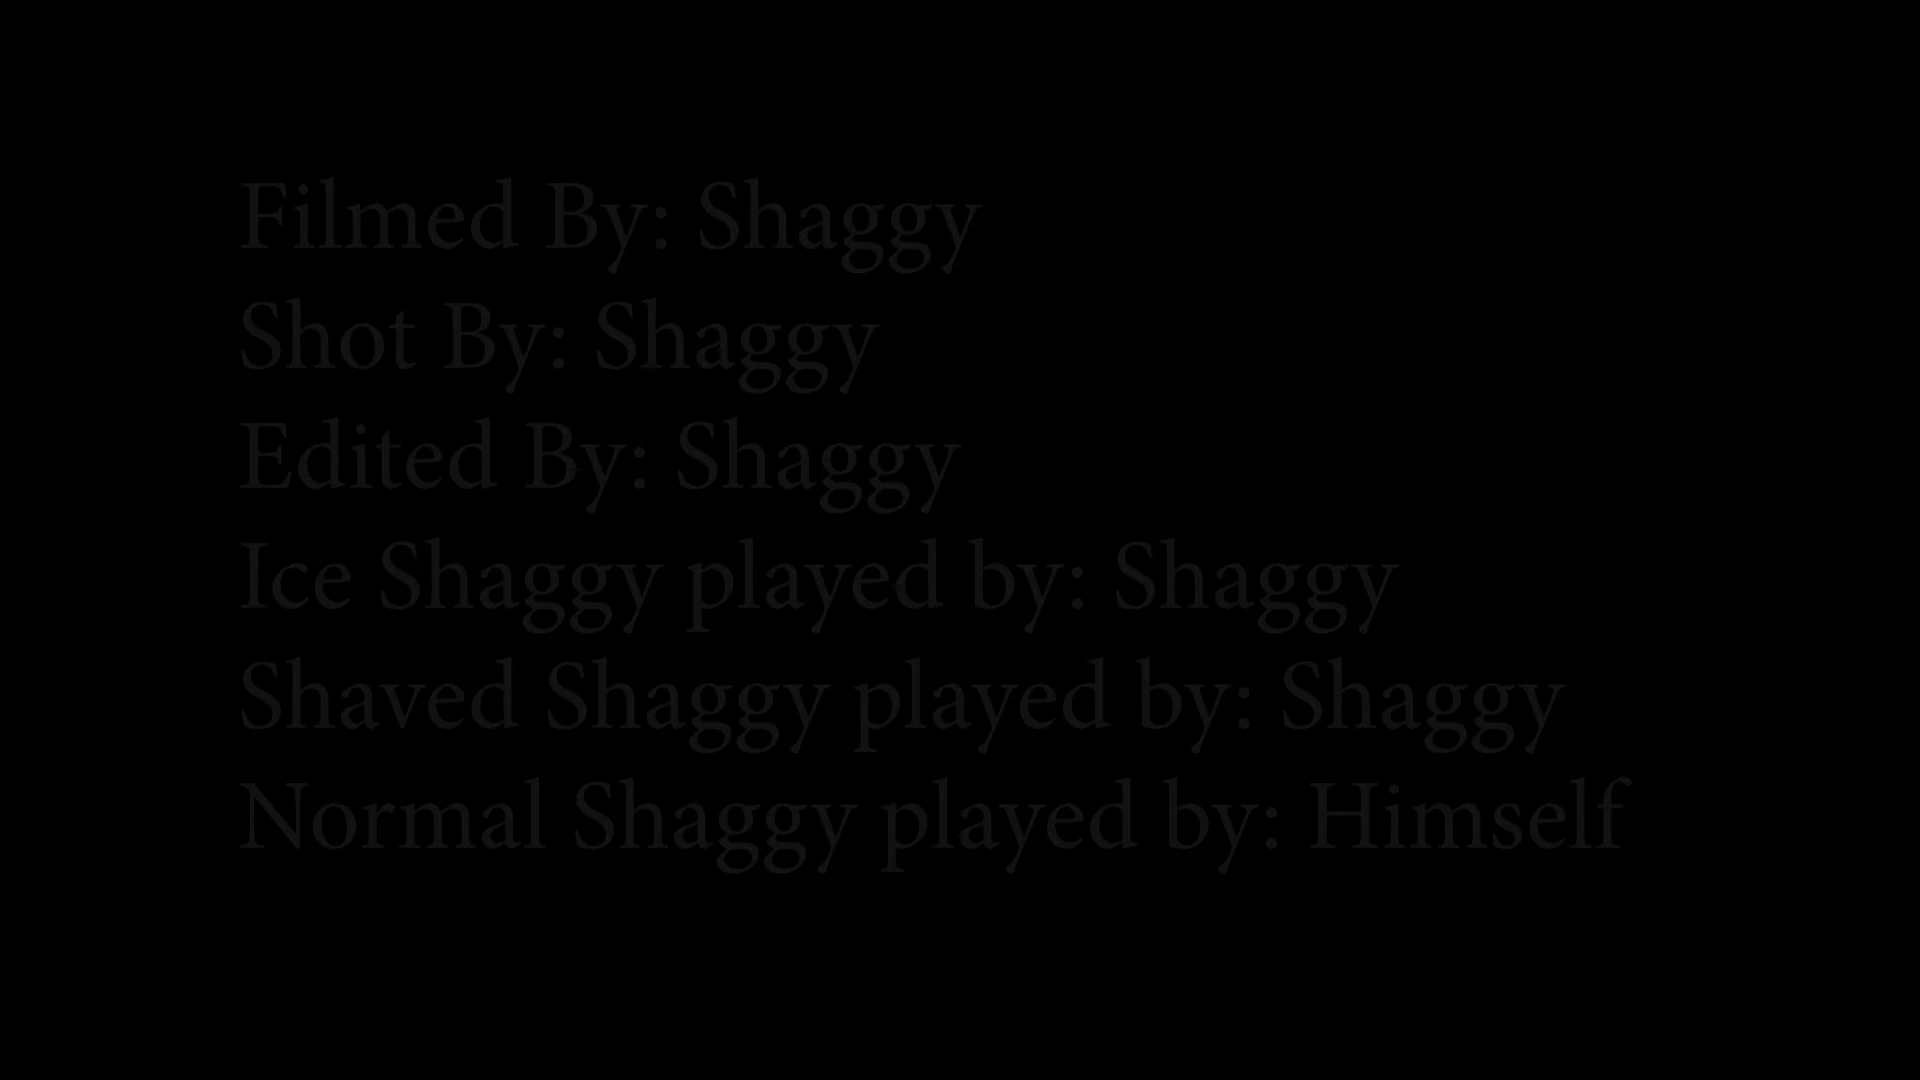 Filmed By: Shaggy
Shot By: Shaggy
Edited By: Shaggy
Ice Shaggy played by: Shaggy
Shaved Shaggy played by: Shaggy
Normal Shaggy played by: Himself